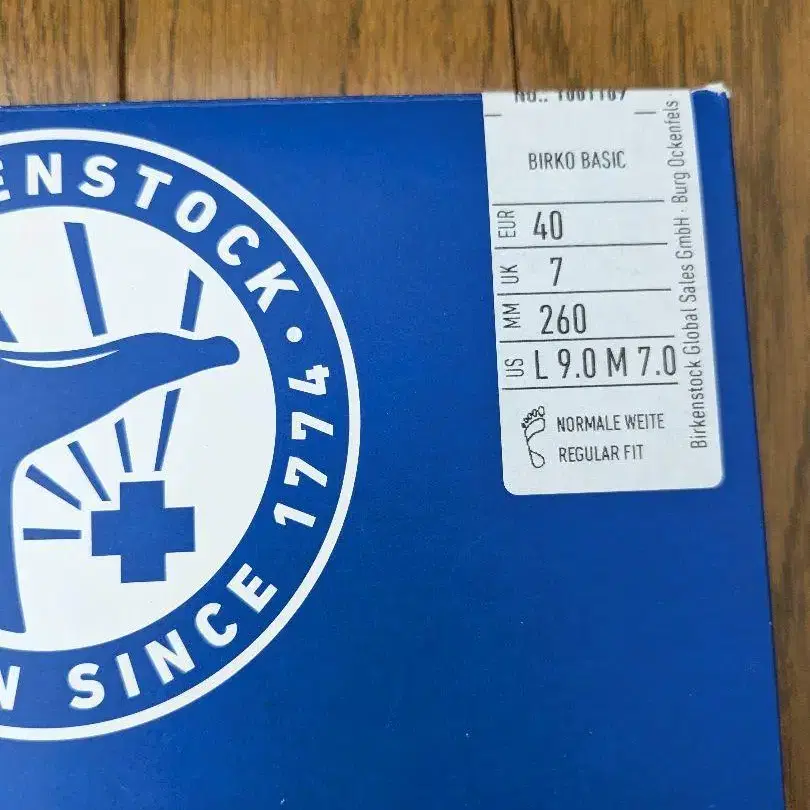 ENSTOCK · 1774
SINCE
BIRKO BASIC
EUR 40
UK 7
MM 260
US L 9.0 M 7.0
NORMALE WEITE
REGULAR FIT
Birkenstock Global Sales GmbH · Burg Ockenfels